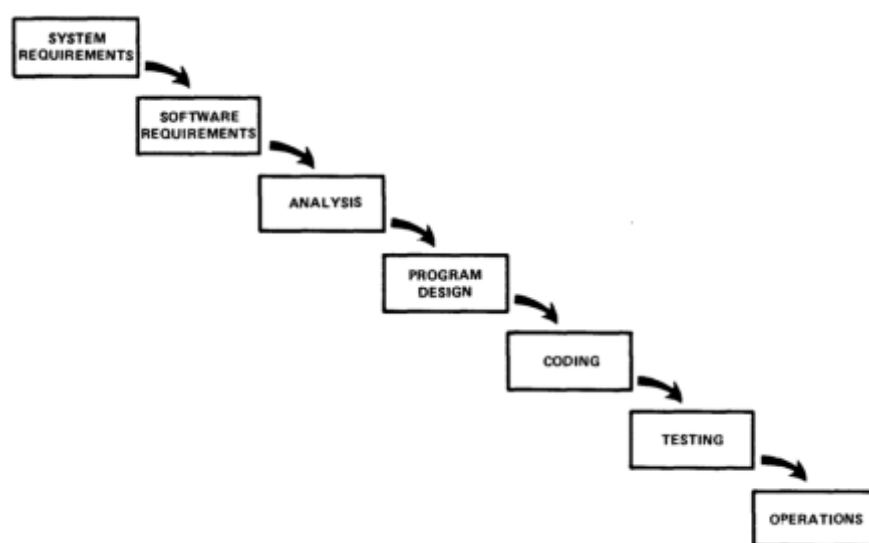 SYSTEM
REQUIREMENTS
SOFTWARE
REQUIREMENTS
ANALYSIS
PROGRAM
DESIGN
CODING
TESTING
OPERATIONS